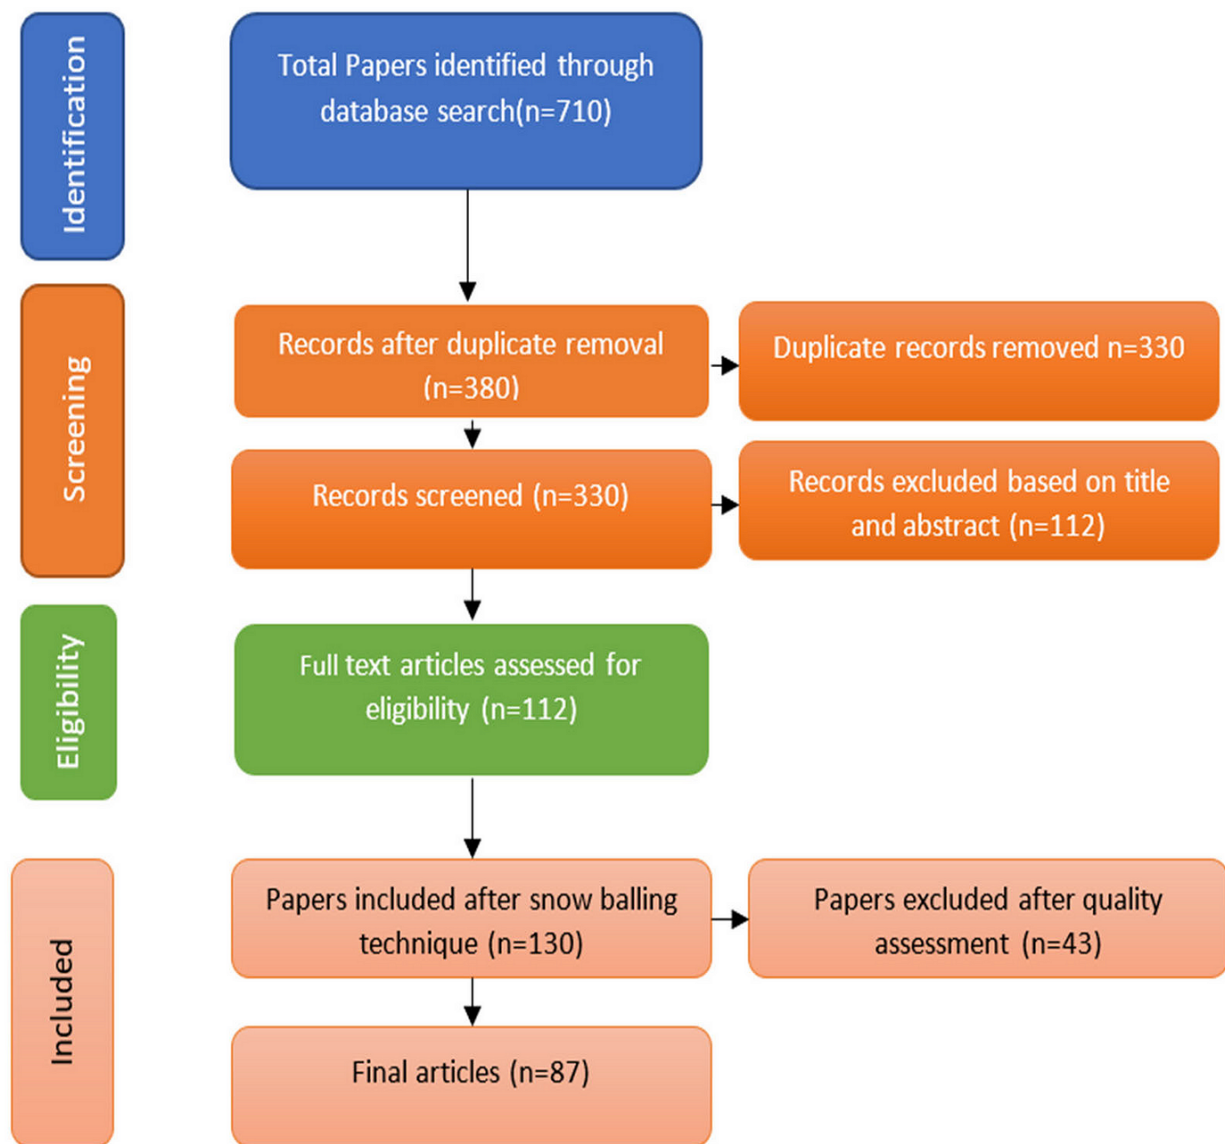 Identification
Total Papers identified through
database search(n=710)
Screening
Records after duplicate removal
(n=380)
Duplicate records removed n=330
Records screened (n=330)
Records excluded based on title
and abstract (n=112)
Eligibility
Full text articles assessed for
eligibility (n=112)
Included
Papers included after snow balling
technique (n=130)
Papers excluded after quality
assessment (n=43)
Final articles (n=87)